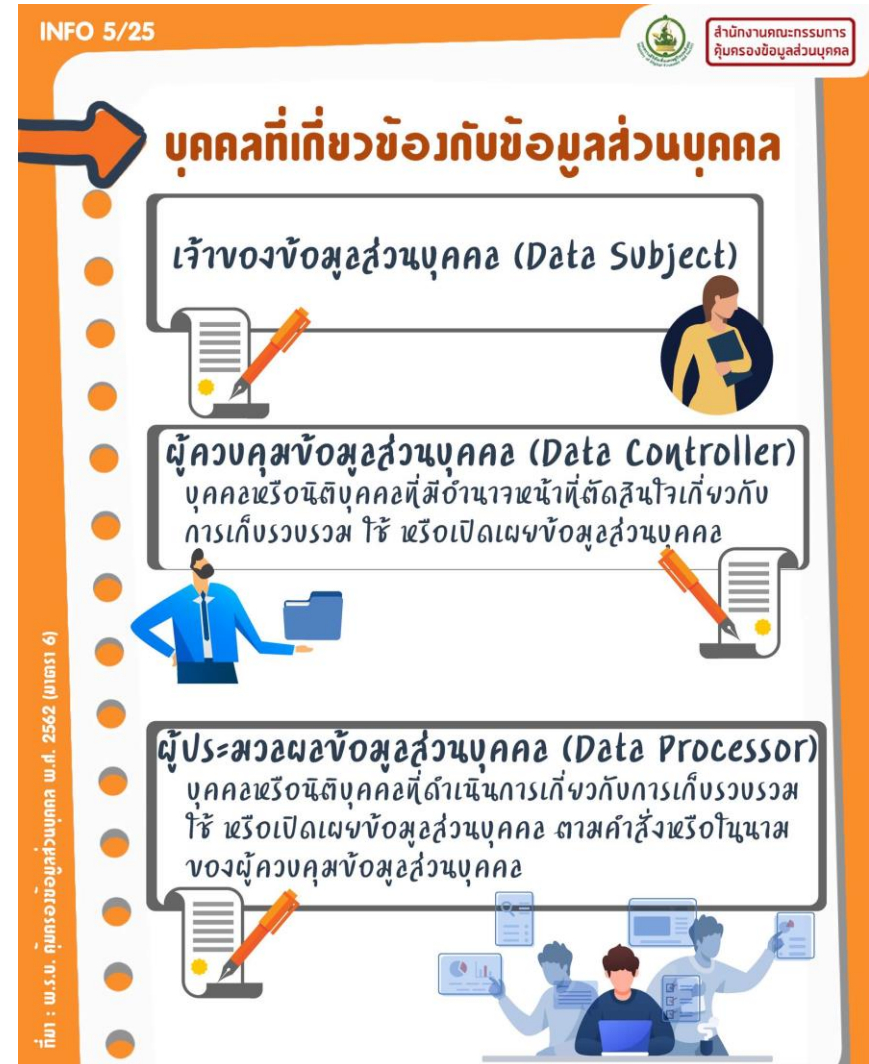 INFO 5/25
สำนักงานคณะกรรมการ
คุ้มครองข้อมูลส่วนบุคคล
บุคคลที่เกี่ยวข้องกับข้อมูลส่วนบุคคล
เจ้าของข้อมูลส่วนบุคคล (Data Subject)
ผู้ควบคุมข้อมูลส่วนบุคคล (Data Controller)
บุคคลหรือนิติบุคคลที่มีอำนาจหน้าที่ตัดสินใจเกี่ยวกับ
การเก็บรวบรวม ใช้ หรือเปิดเผยข้อมูลส่วนบุคคล
ผู้ประมวลผลข้อมูลส่วนบุคคล (Data Processor)
บุคคลหรือนิติบุคคลที่ดำเนินการเกี่ยวกับการเก็บรวบรวม
ใช้ หรือเปิดเผยข้อมูลส่วนบุคคล ตามคำสั่งหรือในนาม
ของผู้ควบคุมข้อมูลส่วนบุคคล
ที่มา : พ.ร.บ. คุ้มครองข้อมูลส่วนบุคคล พ.ศ. 2562 (มาตรา 6)